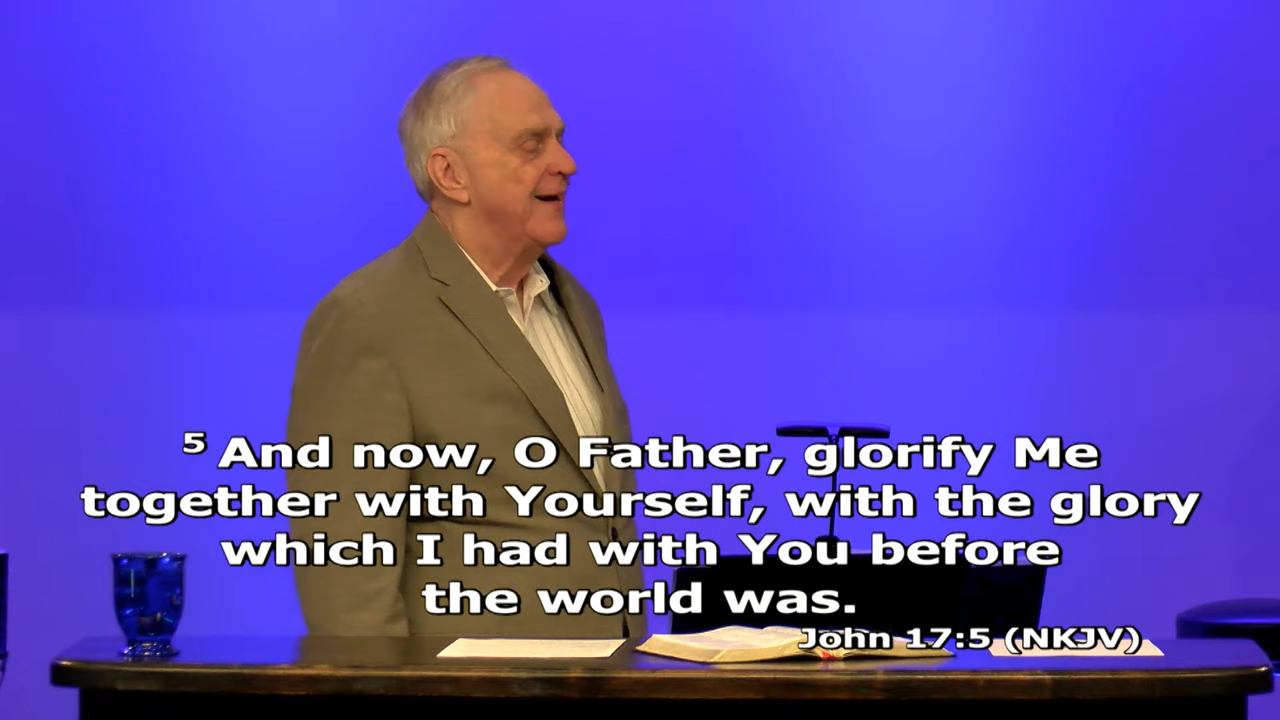 ⁵ And now, O Father, glorify Me
together with Yourself, with the glory
which I had with You before
the world was.
John 17:5 (NKJV)